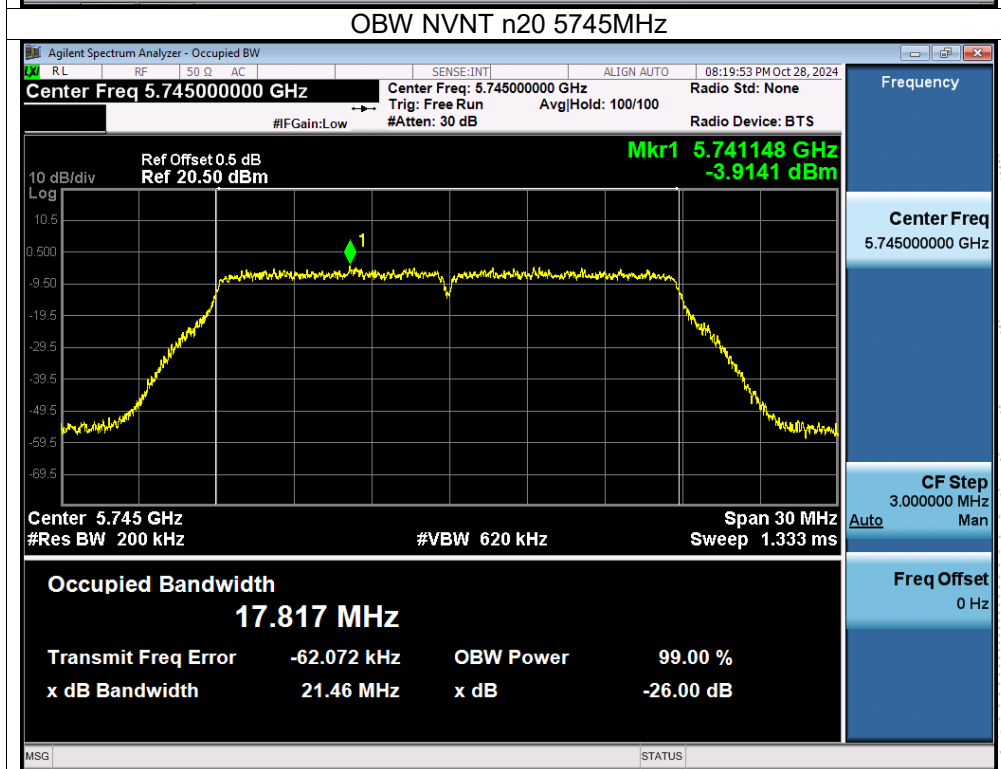 OBW NVNT n20 5745MHz
Agilent Spectrum Analyzer - Occupied BW
LXI RL RF 50 Ω AC SENSE:INT ALIGN AUTO 08:19:53 PM Oct 28, 2024
Center Freq 5.745000000 GHz
Center Freq: 5.745000000 GHz
Radio Std: None
Trig: Free Run Avg|Hold: 100/100
#IFGain:Low
#Atten: 30 dB
Radio Device: BTS
Mkr1 5.741148 GHz
-3.9141 dBm
Ref Offset 0.5 dB
10 dB/div Ref 20.50 dBm
Log
10.5
0.500
-9.50
-19.5
-29.5
-39.5
-49.5
-59.5
-69.5
1
Center 5.745 GHz
Span 30 MHz
#Res BW 200 kHz
#VBW 620 kHz
Sweep 1.333 ms
Occupied Bandwidth
17.817 MHz
Transmit Freq Error -62.072 kHz OBW Power 99.00 %
x dB Bandwidth 21.46 MHz x dB -26.00 dB
MSG
STATUS
Frequency
Center Freq
5.745000000 GHz
CF Step
3.000000 MHz
Auto Man
Freq Offset
0 Hz